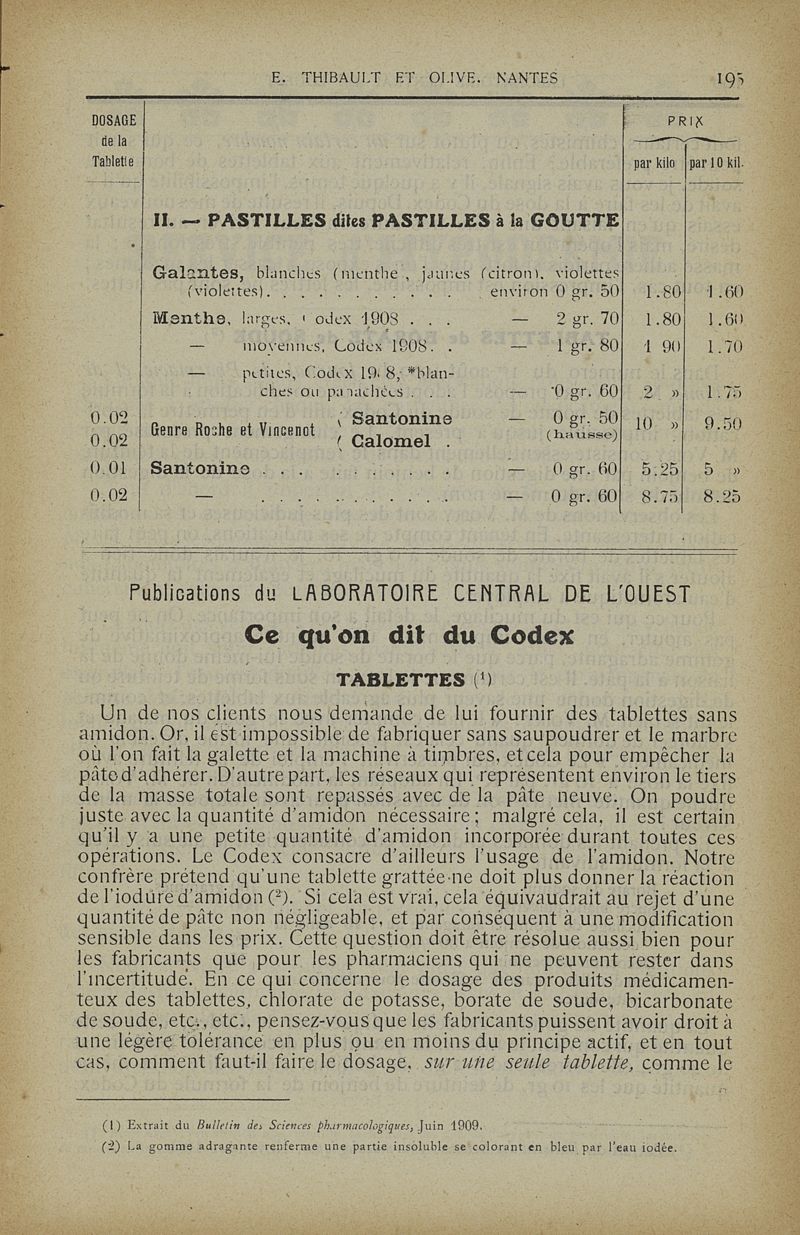 E. THIBAULT ET OLIVE. NANTES 195
DOSAGE de la Tablette
PRIX
par kilo par 10 kil.
II. — PASTILLES dites PASTILLES à la GOUTTE
Galantes, blanches (menthe), jaunes (citron), violettes
(violettes). . . . . . . . . . . . environ 0 gr. 50 1.80 1.60
Menthe, larges, Codex 1908 . . . — 2 gr. 70 1.80 1.60
— moyennes, Codex 1908. . — 1 gr. 80 1 90 1.70
— petites, Codex 1908, *blan-
ches ou panachées . . . — 0 gr. 60 2 » 1.75
0.02 Genre Roche et Vincenot { Santonine — 0 gr. 50 10 » 9.50
0.02 { Calomel . (hausse)
0.01 Santonine . . . . . . . . . . — 0 gr. 60 5.25 5 »
0.02 — . . . . . . . . . . . — 0 gr. 60 8.75 8.25
Publications du LABORATOIRE CENTRAL DE L'OUEST
Ce qu'on dit du Codex
TABLETTES (1)
Un de nos clients nous demande de lui fournir des tablettes sans
amidon. Or, il est impossible de fabriquer sans saupoudrer et le marbre
où l'on fait la galette et la machine à timbres, et cela pour empêcher la
pâte d'adhérer. D'autre part, les réseaux qui représentent environ le tiers
de la masse totale sont repassés avec de la pâte neuve. On poudre
juste avec la quantité d'amidon nécessaire; malgré cela, il est certain
qu'il y a une petite quantité d'amidon incorporée durant toutes ces
opérations. Le Codex consacre d'ailleurs l'usage de l'amidon. Notre
confrère prétend qu'une tablette grattée ne doit plus donner la réaction
de l'iodure d'amidon (2). Si cela est vrai, cela équivaudrait au rejet d'une
quantité de pâte non négligeable, et par conséquent à une modification
sensible dans les prix. Cette question doit être résolue aussi bien pour
les fabricants que pour les pharmaciens qui ne peuvent rester dans
l'incertitude. En ce qui concerne le dosage des produits médicamen-
teux des tablettes, chlorate de potasse, borate de soude, bicarbonate
de soude, etc., etc., pensez-vous que les fabricants puissent avoir droit à
une légère tolérance en plus ou en moins du principe actif, et en tout
cas, comment faut-il faire le dosage, sur une seule tablette, comme le
(1) Extrait du Bulletin des Sciences pharmacologiques, Juin 1909.
(2) La gomme adragante renferme une partie insoluble se colorant en bleu par l'eau iodée.